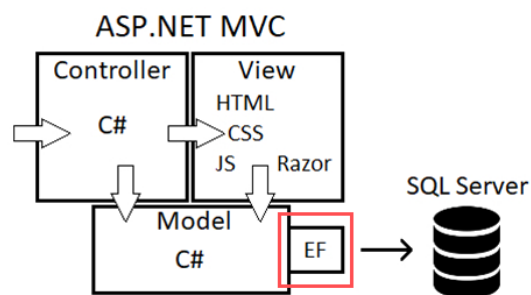 ASP.NET MVC
Controller
C#
View
HTML
CSS
JS Razor
Model
C#
EF
SQL Server